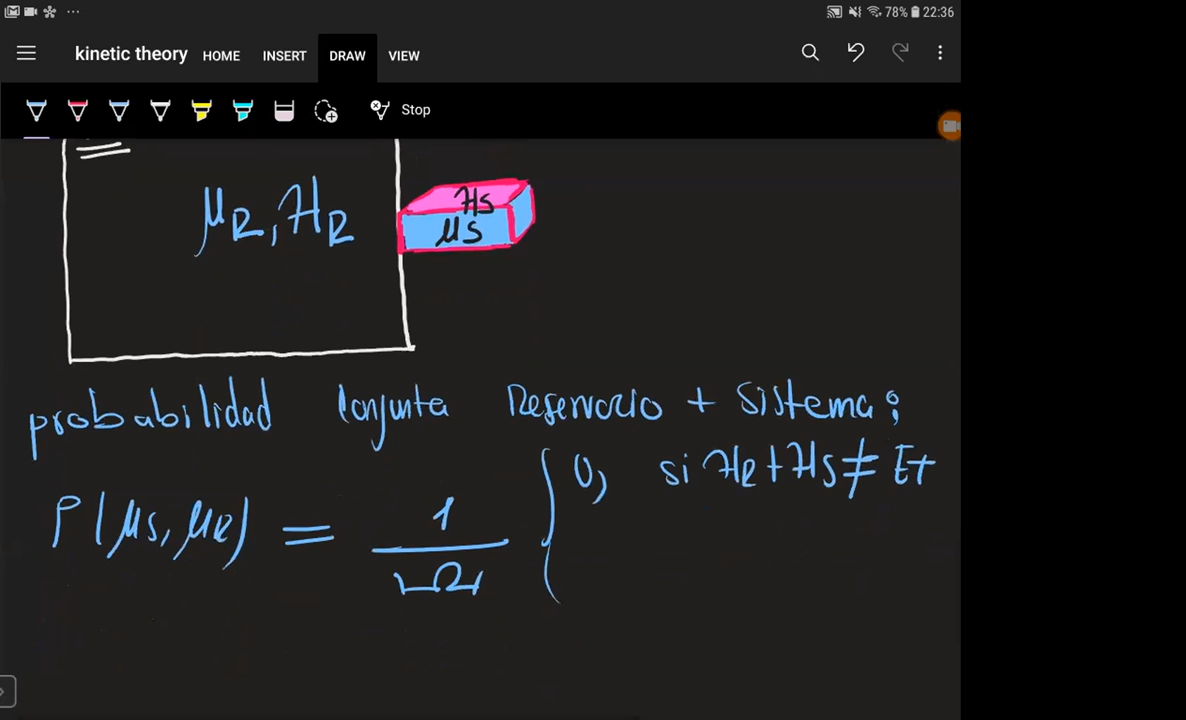 78% 22:36
kinetic theory HOME INSERT DRAW VIEW
Stop
μR, HR
HS
μS
probabilidad conjunta Reservorio + Sistema:
P(μs, μR) = 1/Ω { 0, si HR + HS ≠ ET